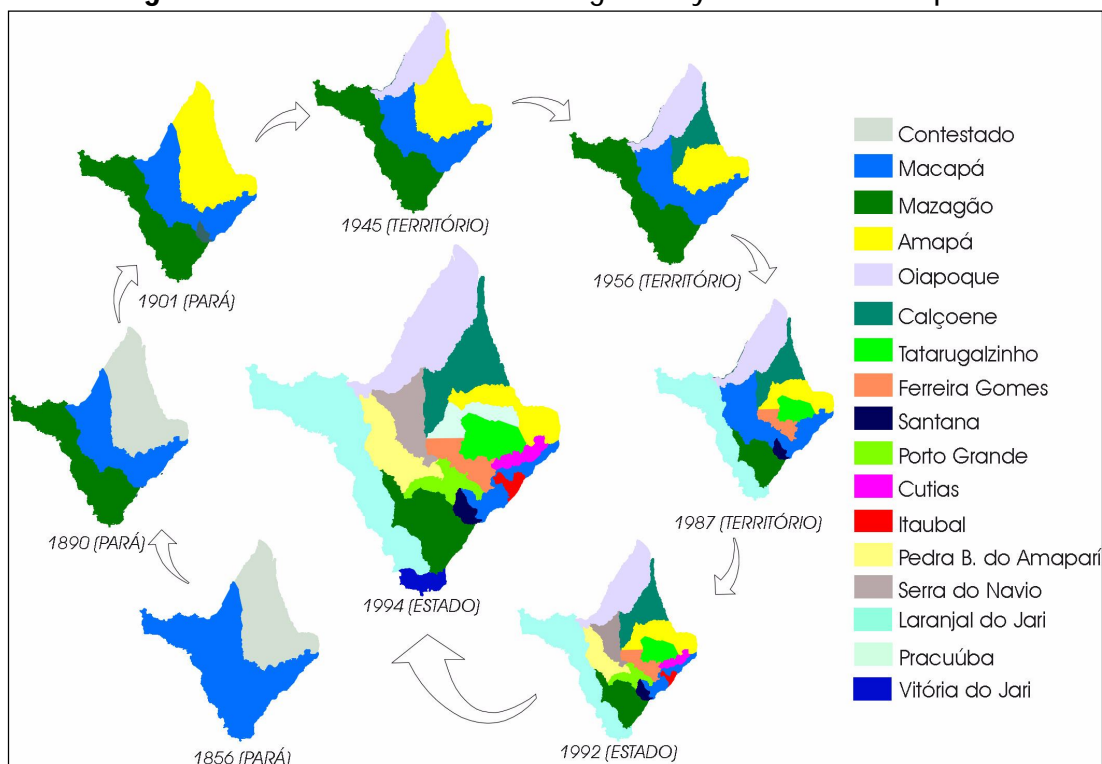 1945 (TERRITÓRIO)
1901 (PARÁ)
1956 (TERRITÓRIO)
1890 (PARÁ)
1994 (ESTADO)
1987 (TERRITÓRIO)
1856 (PARÁ)
1992 (ESTADO)
Contestado
Macapá
Mazagão
Amapá
Oiapoque
Calçoene
Tatarugalzinho
Ferreira Gomes
Santana
Porto Grande
Cutias
Itaubal
Pedra B. do Amaparí
Serra do Navio
Laranjal do Jari
Pracuúba
Vitória do Jari